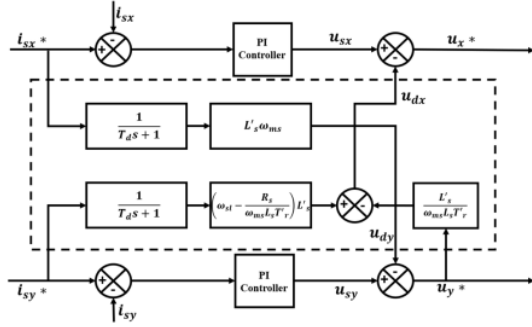 i_sx *
i_sx
+
-
PI
Controller
u_sx
+
-
u_x *
u_dx
1
T_d s + 1
L'_s ω_ms
1
T_d s + 1
(ω_sl - R_s / ω_ms L_s T'_r) L'_s
+
-
L'_s
ω_ms L_s T'_r
u_dy
i_sy *
+
-
i_sy
PI
Controller
u_sy
+
-
u_y *